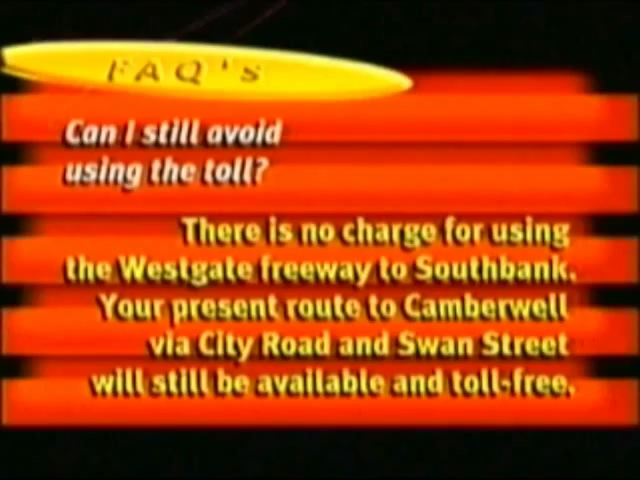 FAQ's
Can I still avoid
using the toll?
There is no charge for using
the Westgate freeway to Southbank.
Your present route to Camberwell
via City Road and Swan Street
will still be available and toll-free.